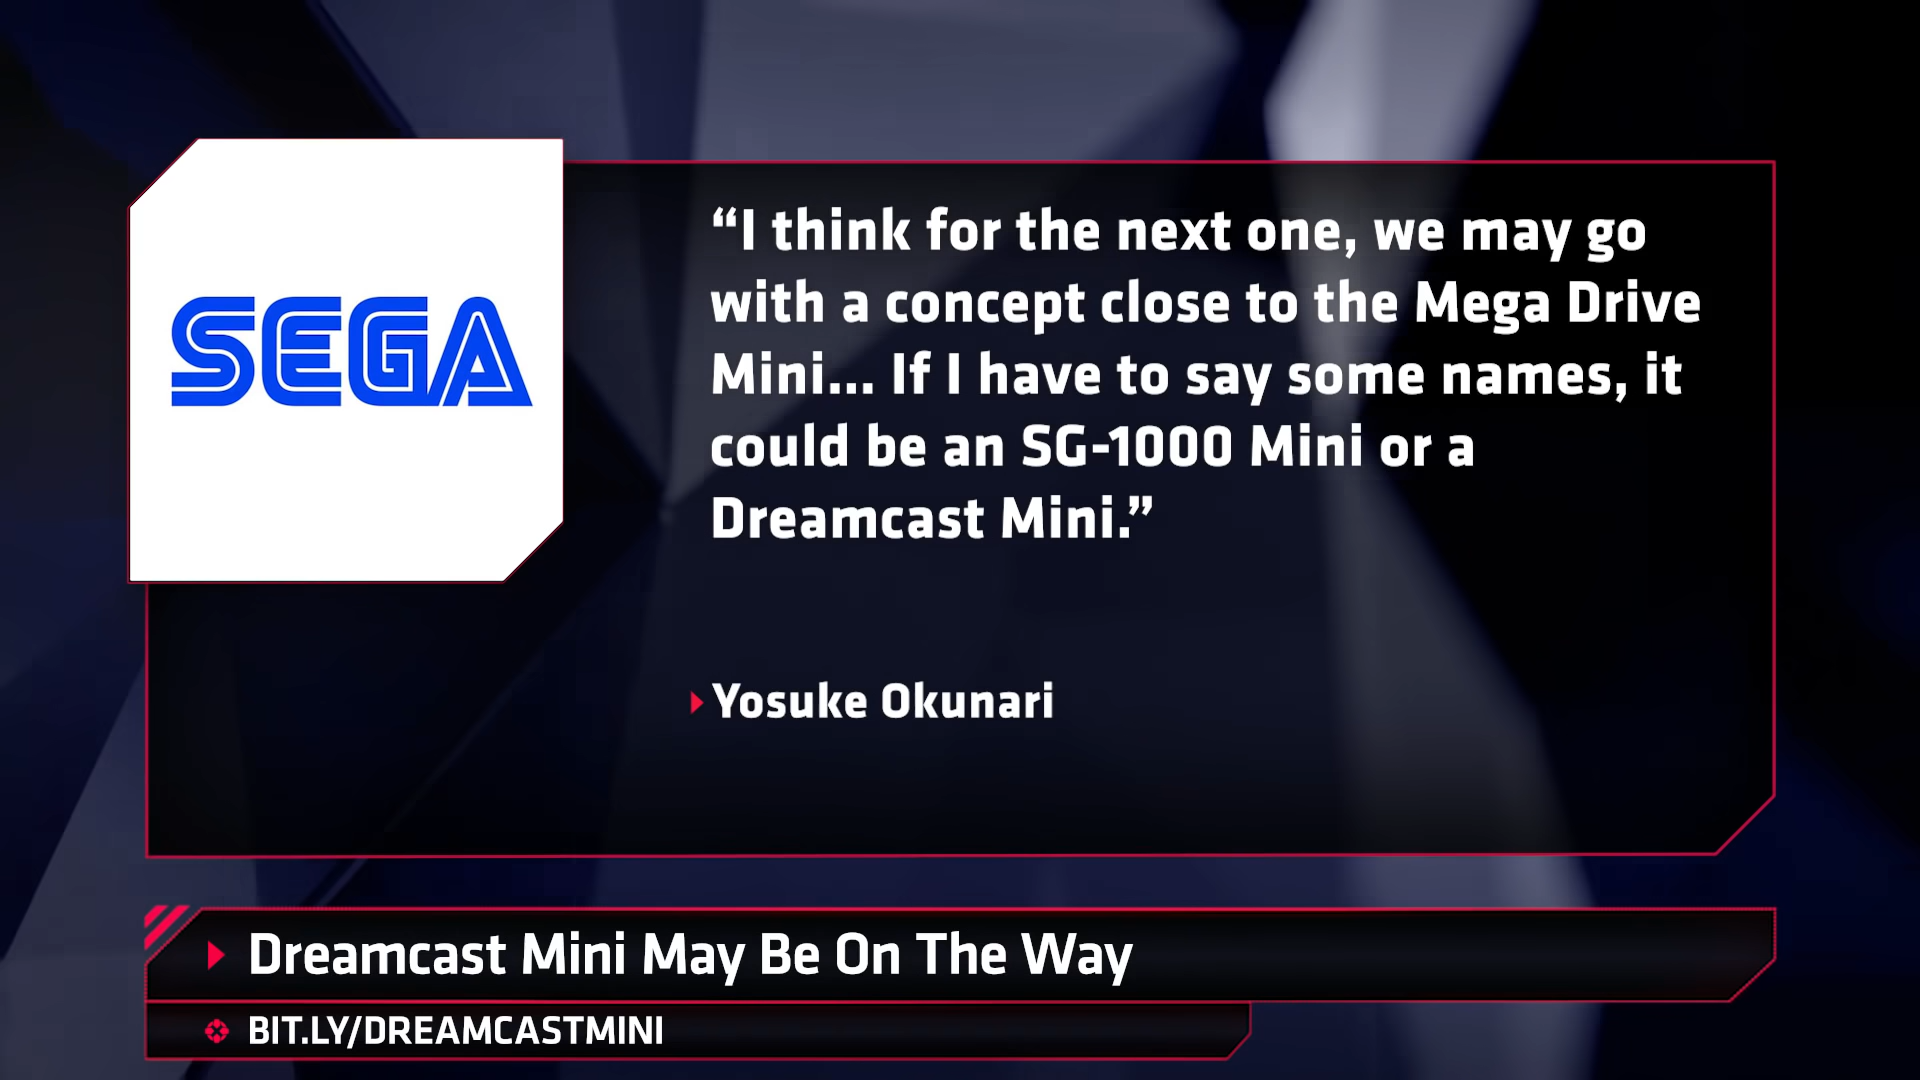 SEGA
“I think for the next one, we may go
with a concept close to the Mega Drive
Mini... If I have to say some names, it
could be an SG-1000 Mini or a
Dreamcast Mini.”
Yosuke Okunari
Dreamcast Mini May Be On The Way
BIT.LY/DREAMCASTMINI